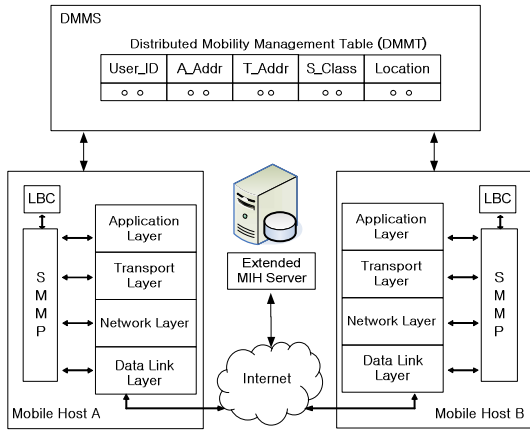 DMMS
Distributed Mobility Management Table (DMMT)
User_ID A_Addr T_Addr S_Class Location
o o o o o o o o o o
LBC
SMMP
Application
Layer
Transport
Layer
Network Layer
Data Link
Layer
Mobile Host A
Extended
MIH Server
Internet
LBC
SMMP
Application
Layer
Transport
Layer
Network Layer
Data Link
Layer
Mobile Host B